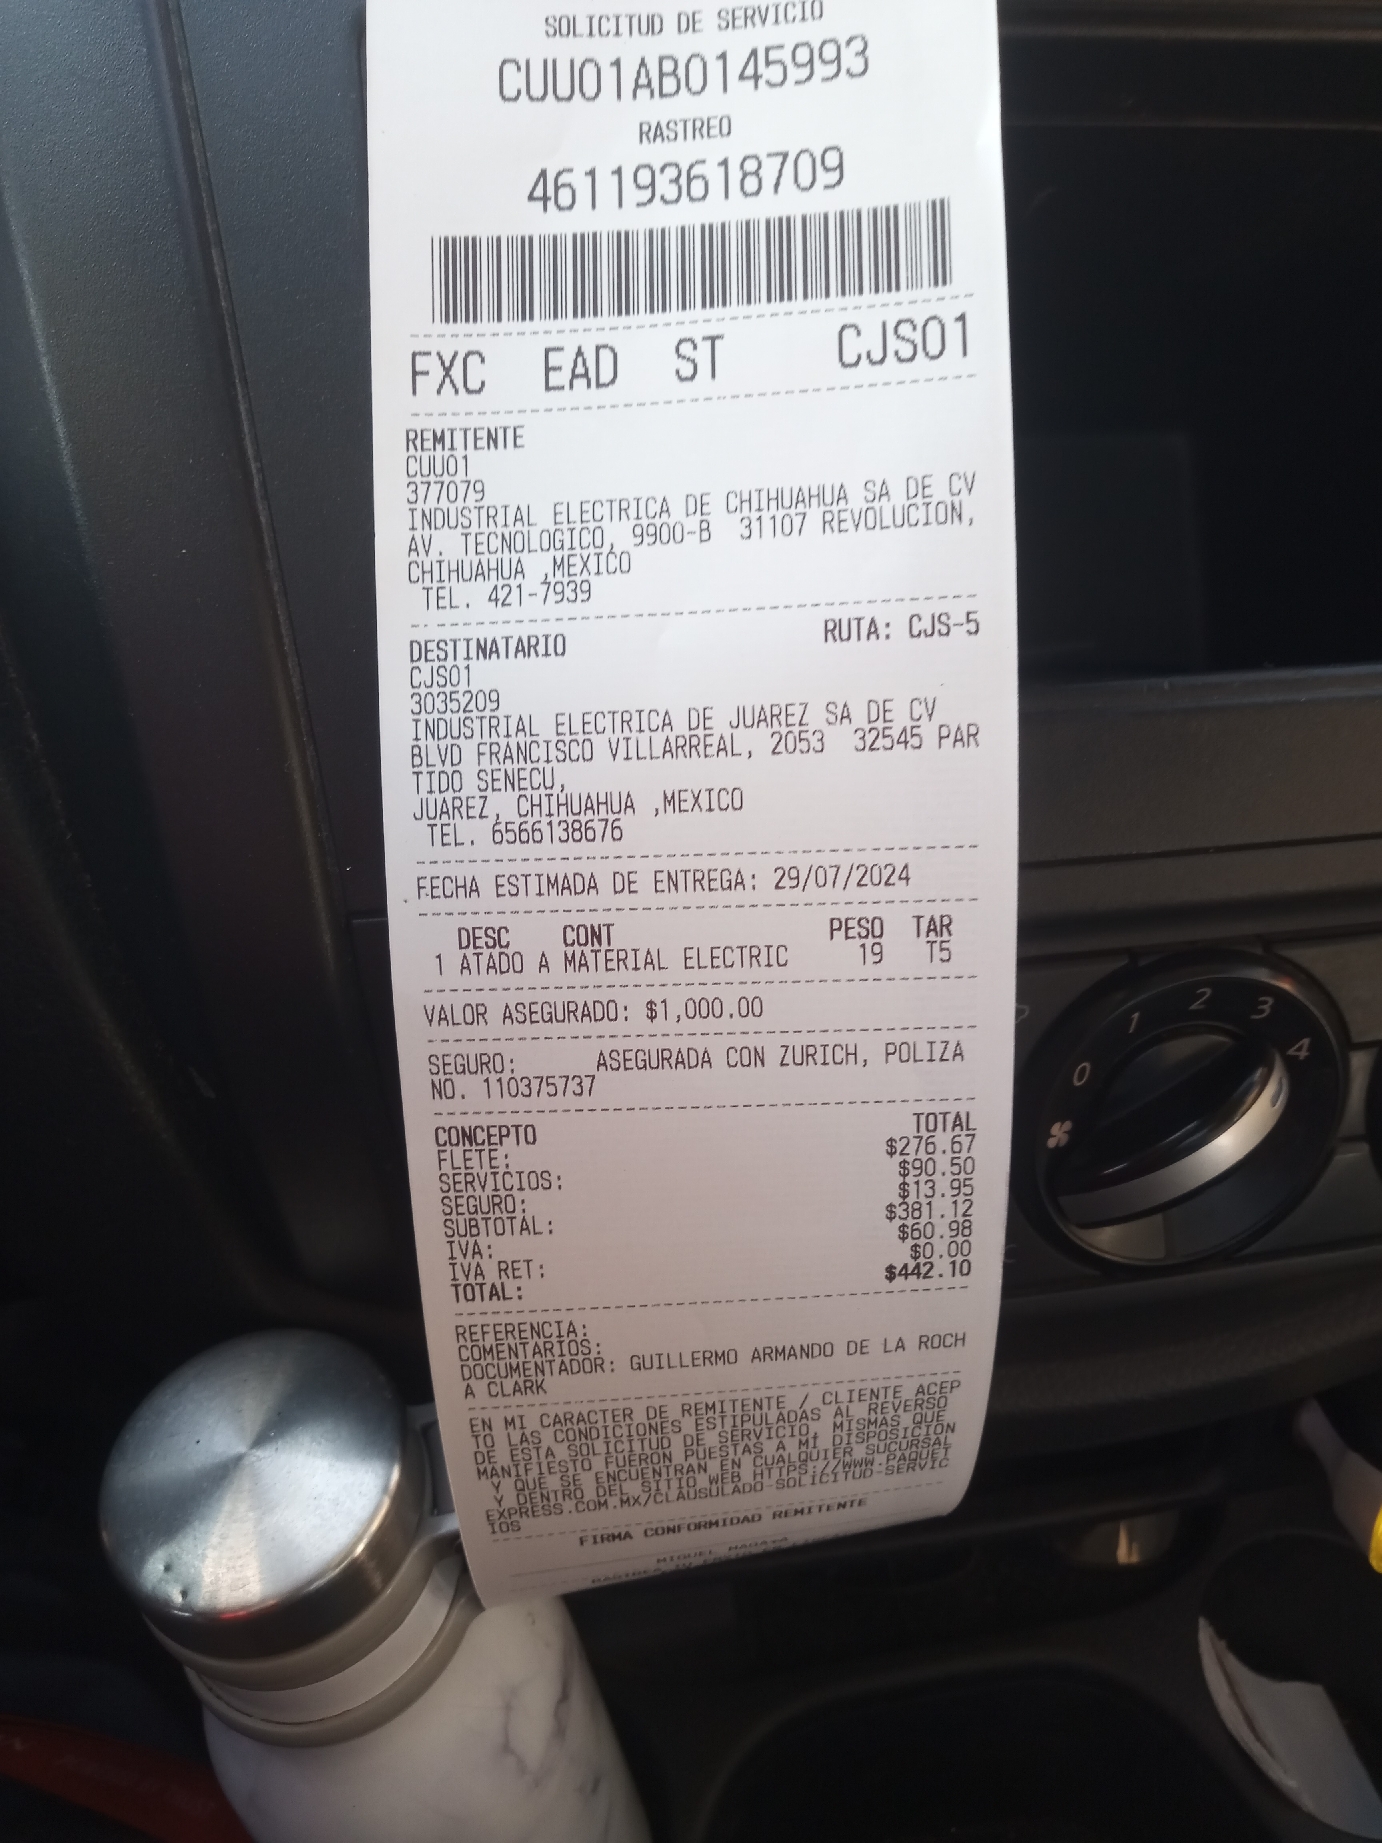 SOLICITUD DE SERVICIO
CUU01AB0145993
RASTREO
461193618709
FXC EAD ST CJS01
REMITENTE
CUU01
377079
INDUSTRIAL ELECTRICA DE CHIHUAHUA SA DE CV
AV. TECNOLOGICO, 9900-B 31107 REVOLUCION,
CHIHUAHUA ,MEXICO
TEL. 421-7939
DESTINATARIO RUTA: CJS-5
CJS01
3035209
INDUSTRIAL ELECTRICA DE JUAREZ SA DE CV
BLVD FRANCISCO VILLARREAL, 2053 32545 PAR
TIDO SENECU,
JUAREZ, CHIHUAHUA ,MEXICO
TEL. 6566138676
FECHA ESTIMADA DE ENTREGA: 29/07/2024
DESC CONT PESO TAR
1 ATADO A MATERIAL ELECTRIC 19 T5
VALOR ASEGURADO: $1,000.00
SEGURO: ASEGURADA CON ZURICH, POLIZA
NO. 110375737
CONCEPTO TOTAL
FLETE: $276.67
SERVICIOS: $90.50
SEGURO: $13.95
SUBTOTAL: $381.12
IVA: $60.98
IVA RET: $0.00
TOTAL: $442.10
REFERENCIA:
COMENTARIOS:
DOCUMENTADOR: GUILLERMO ARMANDO DE LA ROCH
A CLARK
EN MI CARACTER DE REMITENTE / CLIENTE ACEP
TO LAS CONDICIONES ESTIPULADAS AL REVERSO
DE ESTA SOLICITUD DE SERVICIO, MISMAS QUE
MANIFIESTO FUERON PUESTAS A MI DISPOSICION
Y QUE SE ENCUENTRAN EN CUALQUIER SUCURSAL
Y DENTRO DEL SITIO WEB HTTPS://WWW.PAQUET
EXPRESS.COM.MX/CLAUSULADO-SOLICITUD-SERVIC
IOS
FIRMA CONFORMIDAD REMITENTE
MIGUEL
0 1 2 3 4